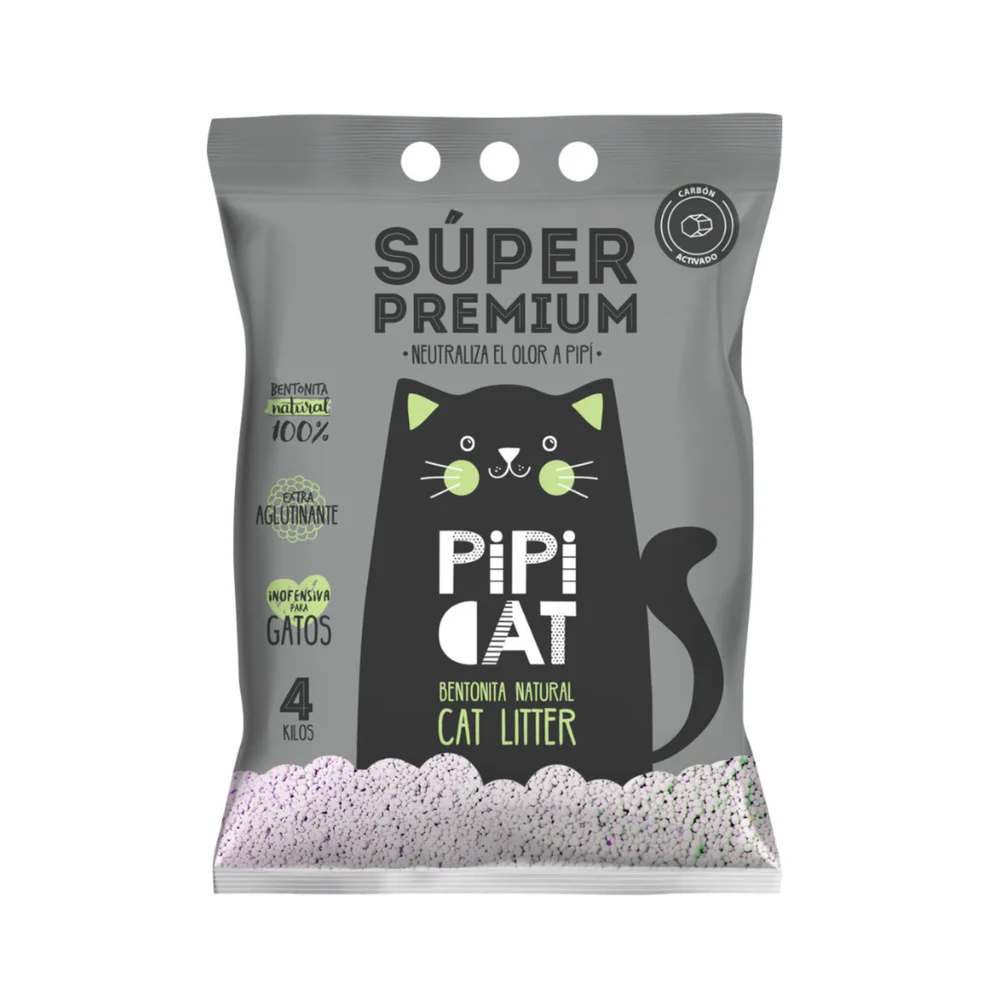 CARBÓN
ACTIVADO
SÚPER
PREMIUM
• NEUTRALIZA EL OLOR A PIPÍ •
BENTONITA
natural
100%
EXTRA
AGLUTINANTE
INOFENSIVA
PARA
GATOS
4
KILOS
PiPi
CAT
BENTONITA NATURAL
CAT LITTER